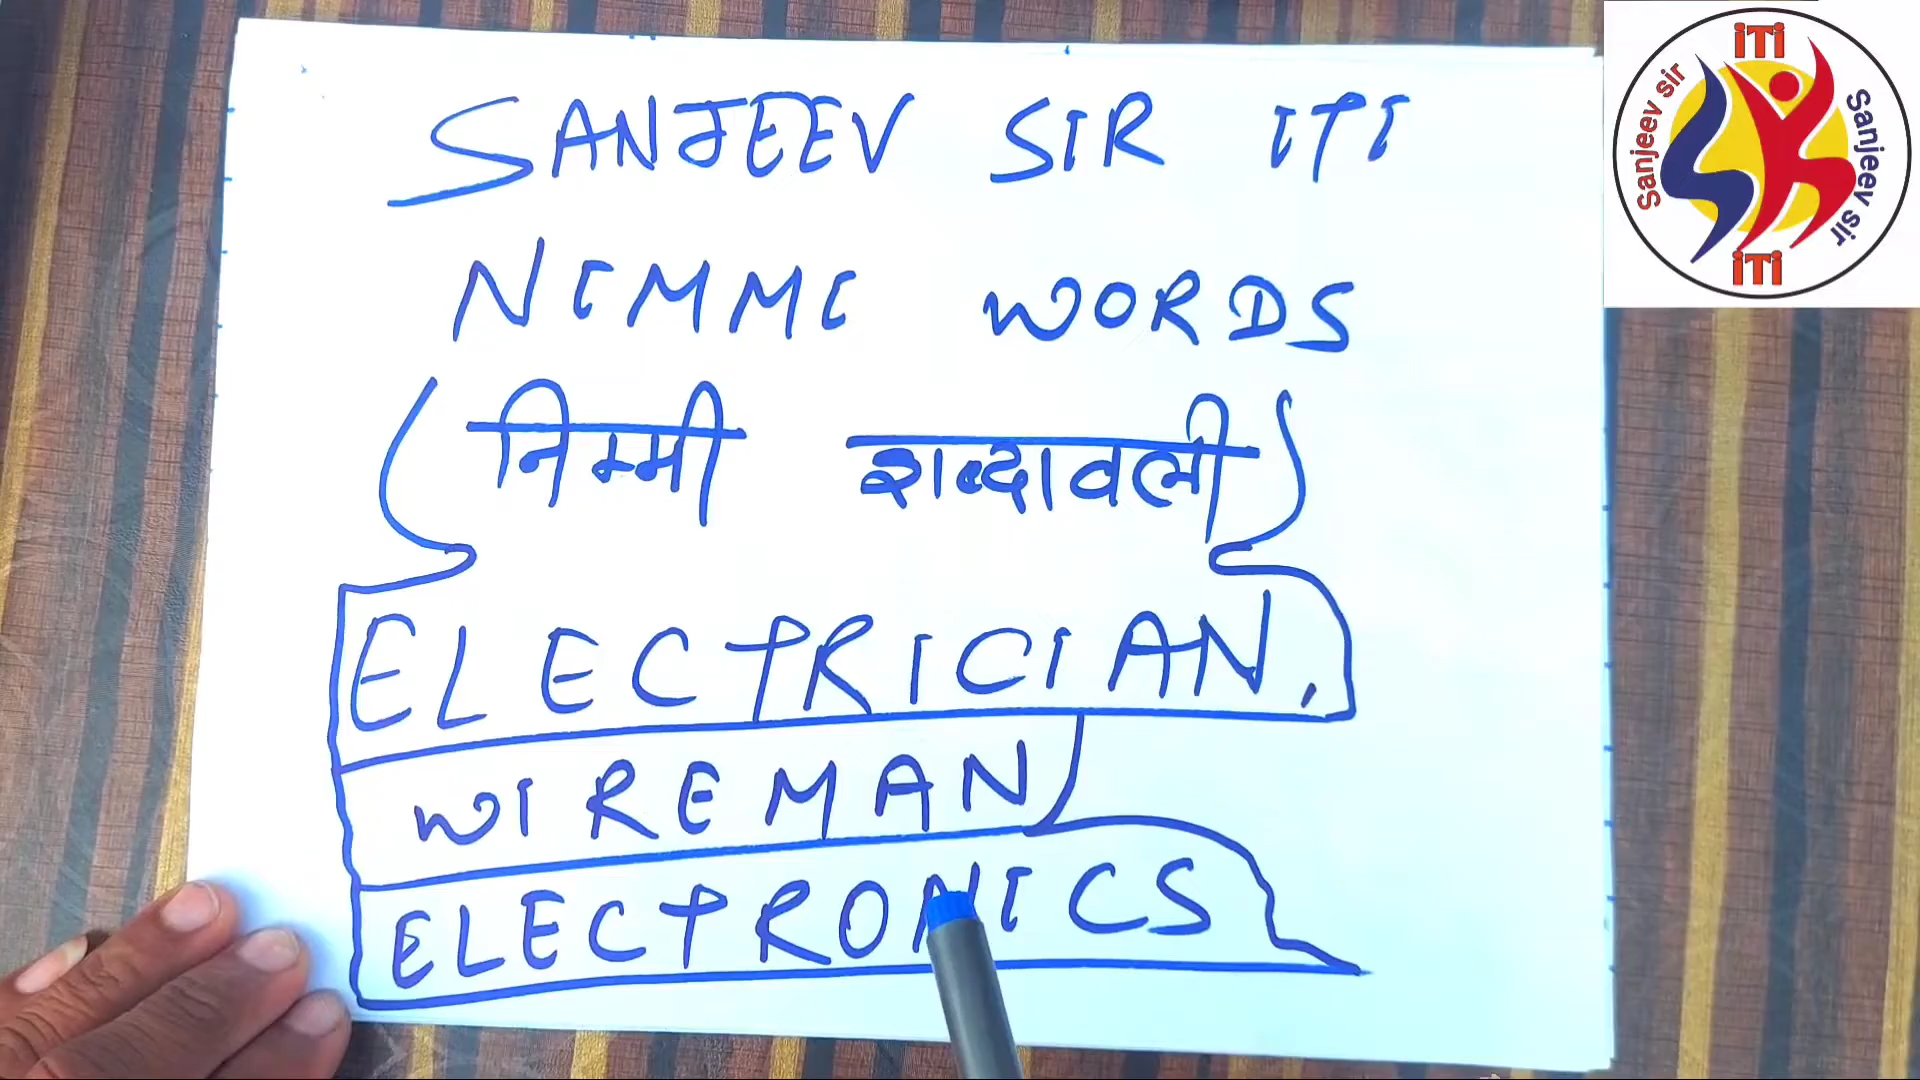 SANJEEV SIR ITI
NIMMI WORDS
(निम्मी शब्दावली)
ELECTRICIAN.
WIREMAN
ELECTRONICS
iTi
Sanjeev sir
Sanjeev sir
iTi